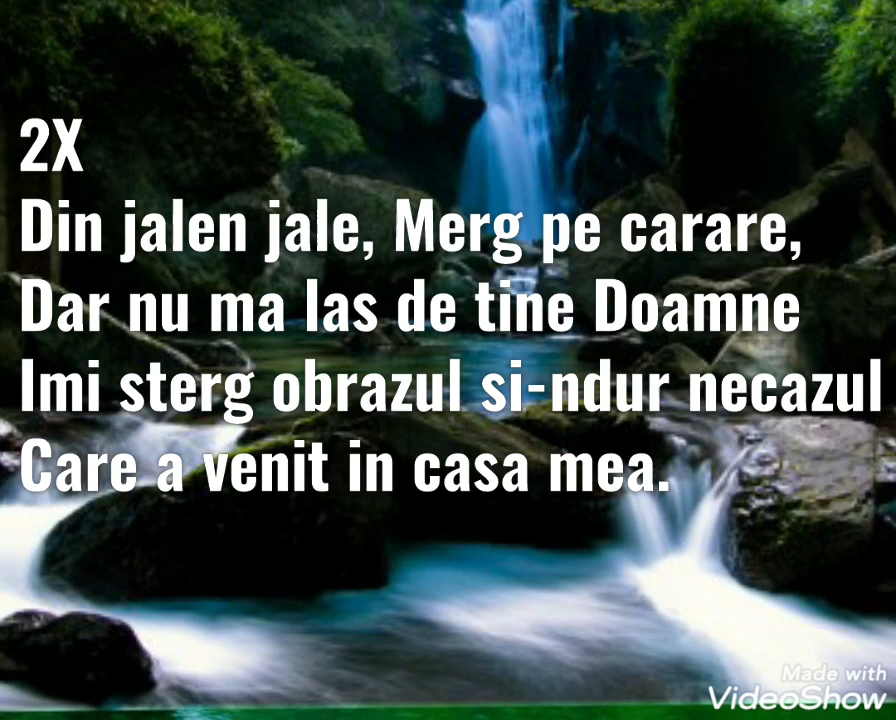 2X
Din jalen jale, Merg pe carare,
Dar nu ma las de tine Doamne
Imi sterg obrazul si-ndur necazul
Care a venit in casa mea.
Made with
VideoShow